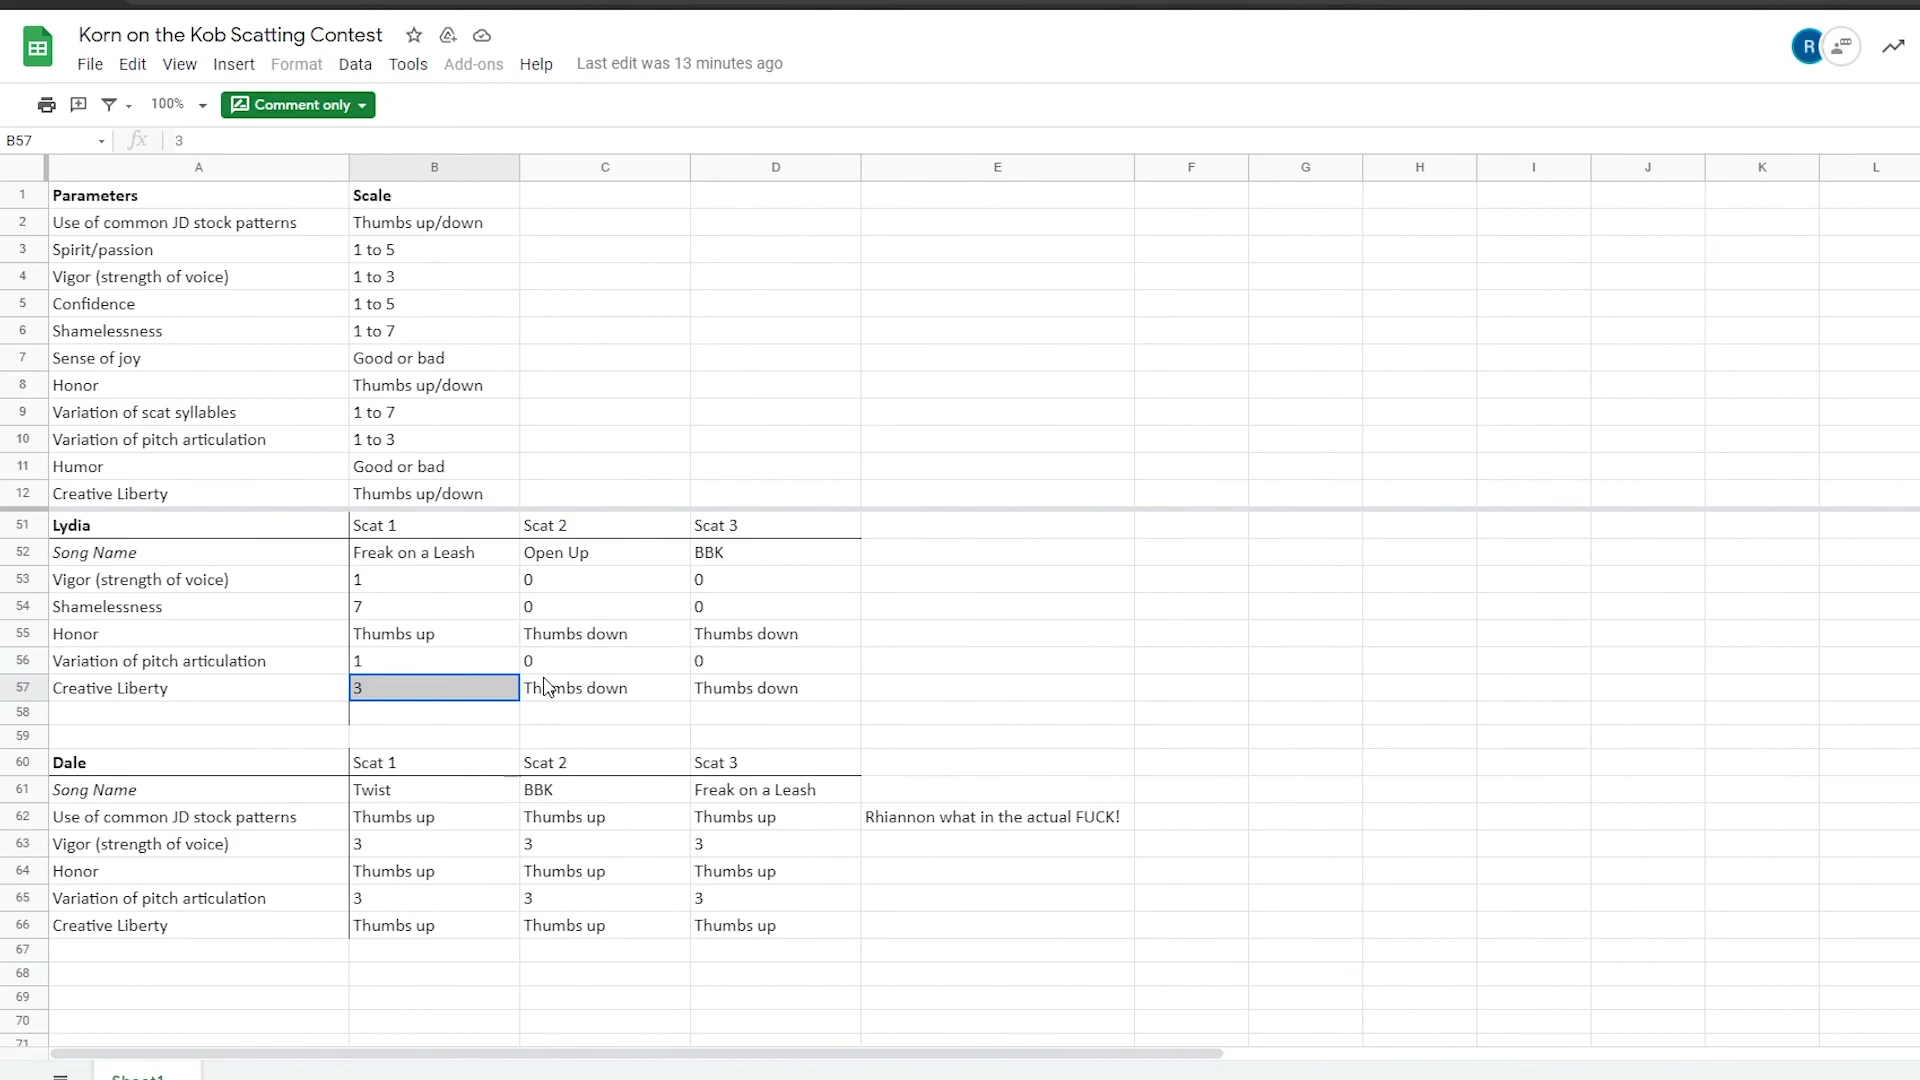 Korn on the Kob Scatting Contest
File Edit View Insert Format Data Tools Add-ons Help Last edit was 13 minutes ago
R
100% Comment only
B57 fx 3
A B C D E F G H I J K L
1 Parameters Scale
2 Use of common JD stock patterns Thumbs up/down
3 Spirit/passion 1 to 5
4 Vigor (strength of voice) 1 to 3
5 Confidence 1 to 5
6 Shamelessness 1 to 7
7 Sense of joy Good or bad
8 Honor Thumbs up/down
9 Variation of scat syllables 1 to 7
10 Variation of pitch articulation 1 to 3
11 Humor Good or bad
12 Creative Liberty Thumbs up/down
51 Lydia Scat 1 Scat 2 Scat 3
52 Song Name Freak on a Leash Open Up BBK
53 Vigor (strength of voice) 1 0 0
54 Shamelessness 7 0 0
55 Honor Thumbs up Thumbs down Thumbs down
56 Variation of pitch articulation 1 0 0
57 Creative Liberty 3 Thumbs down Thumbs down
58
59
60 Dale Scat 1 Scat 2 Scat 3
61 Song Name Twist BBK Freak on a Leash
62 Use of common JD stock patterns Thumbs up Thumbs up Thumbs up Rhiannon what in the actual FUCK!
63 Vigor (strength of voice) 3 3 3
64 Honor Thumbs up Thumbs up Thumbs up
65 Variation of pitch articulation 3 3 3
66 Creative Liberty Thumbs up Thumbs up Thumbs up
67
68
69
70
71
Sheet1